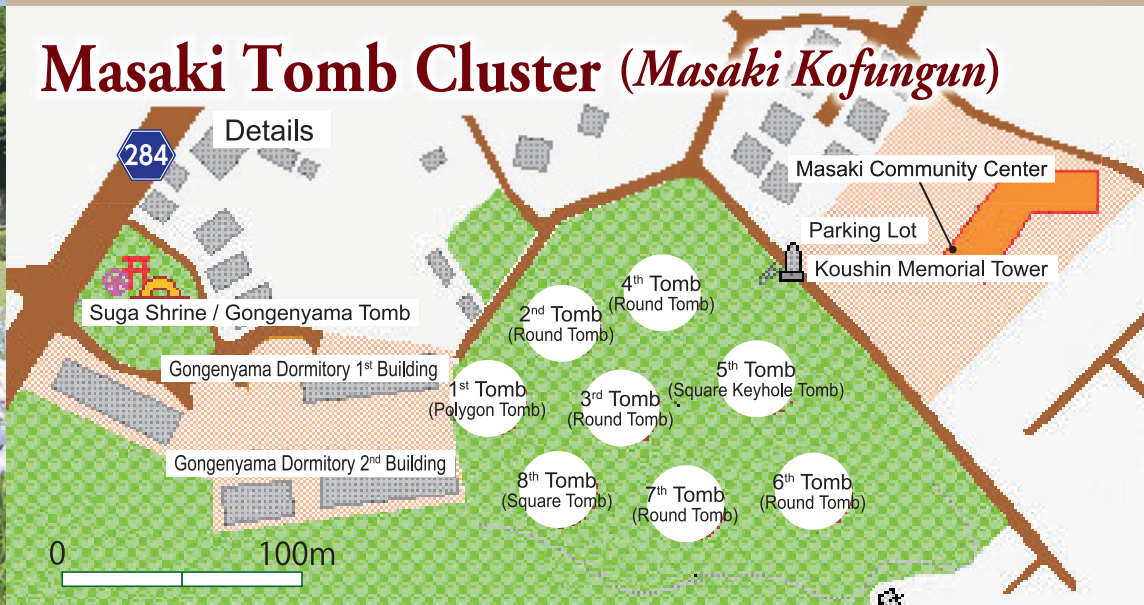 Masaki Tomb Cluster (Masaki Kofungun)
Details
284
Masaki Community Center
Parking Lot
Koushin Memorial Tower
Suga Shrine / Gongenyama Tomb
4th Tomb
(Round Tomb)
2nd Tomb
(Round Tomb)
Gongenyama Dormitory 1st Building
1st Tomb
(Polygon Tomb)
3rd Tomb
(Round Tomb)
5th Tomb
(Square Keyhole Tomb)
Gongenyama Dormitory 2nd Building
8th Tomb
(Square Tomb)
7th Tomb
(Round Tomb)
6th Tomb
(Round Tomb)
0 100m